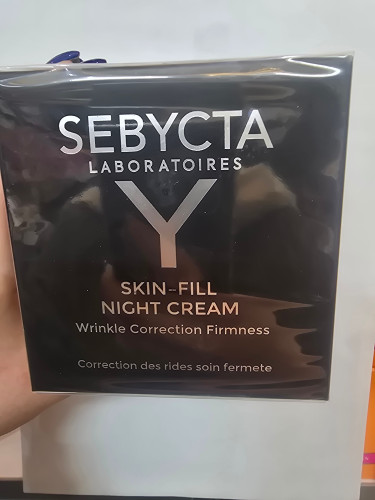 SEBYCTA
LABORATOIRES
Y
SKIN-FILL
NIGHT CREAM
Wrinkle Correction Firmness
Correction des rides soin fermete